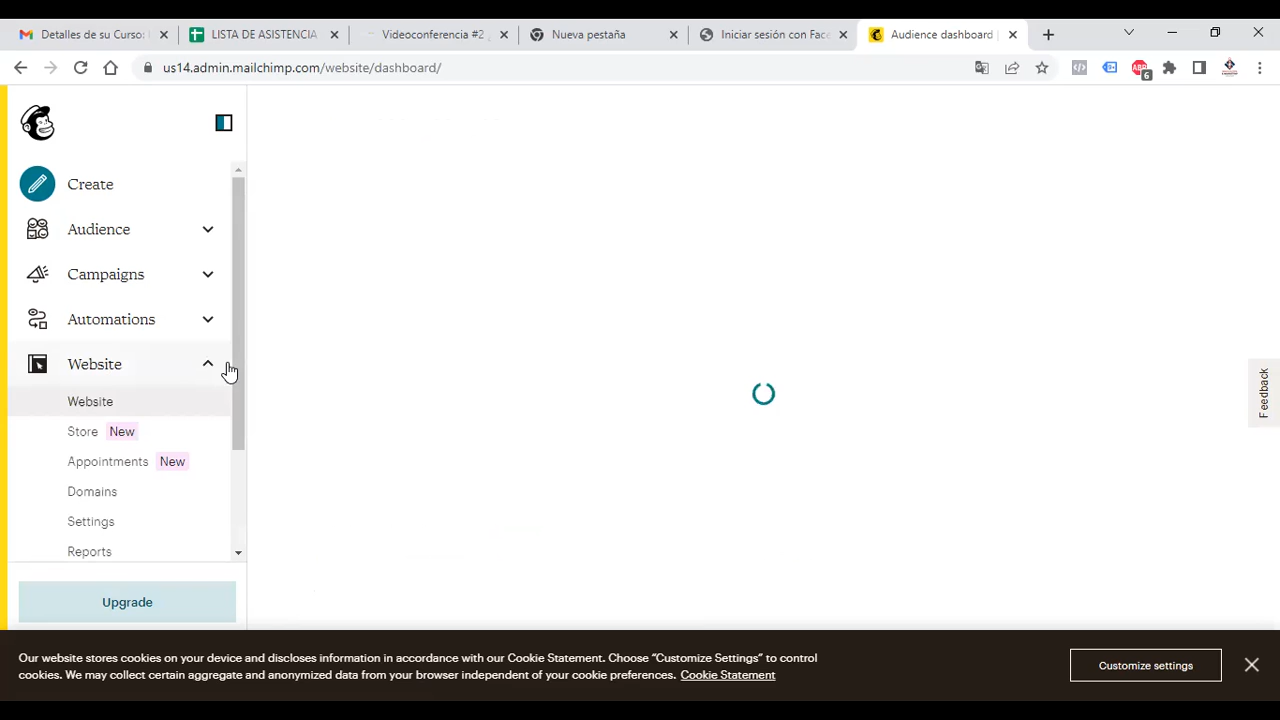 Detalles de su Curso:
LISTA DE ASISTENCIA
Videoconferencia #2
Nueva pestaña
Iniciar sesión con Face
Audience dashboard |
us14.admin.mailchimp.com/website/dashboard/
ABP
6
Create
Audience
Campaigns
Automations
Website
Website
Store New
Appointments New
Domains
Settings
Reports
Upgrade
Feedback
Our website stores cookies on your device and discloses information in accordance with our Cookie Statement. Choose “Customize Settings” to control
cookies. We may collect certain aggregate and anonymized data from your browser independent of your cookie preferences. Cookie Statement
Customize settings